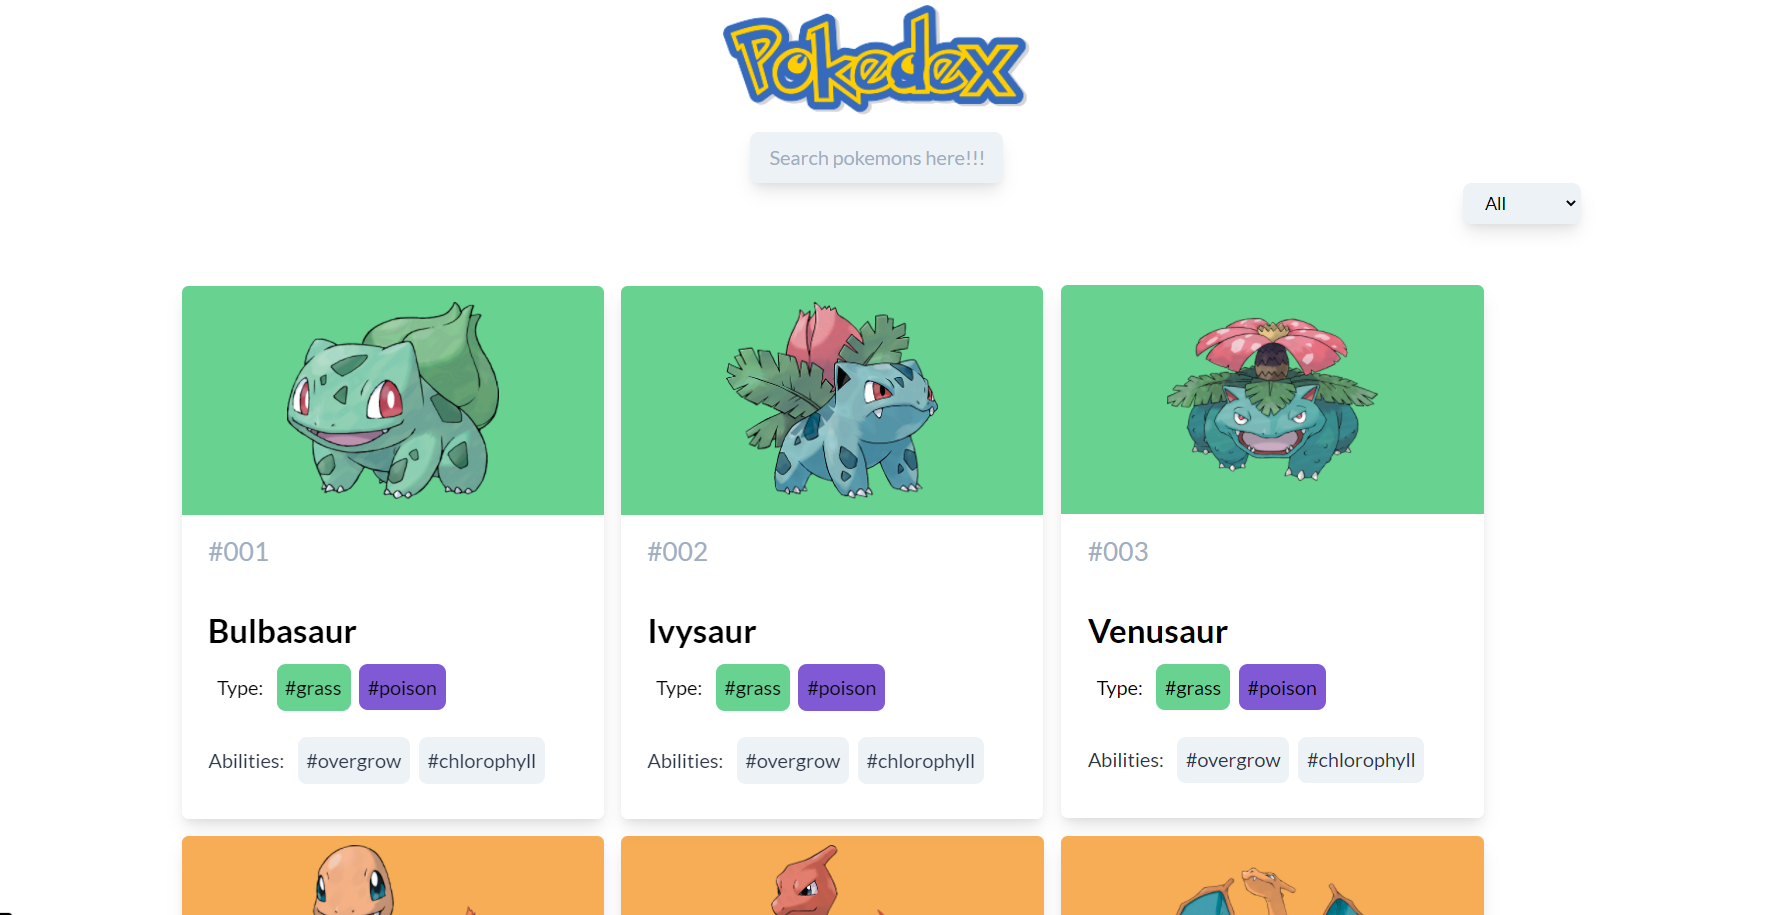 Pokedex
Search pokemons here!!!
All
#001
Bulbasaur
Type: #grass #poison
Abilities: #overgrow #chlorophyll
#002
Ivysaur
Type: #grass #poison
Abilities: #overgrow #chlorophyll
#003
Venusaur
Type: #grass #poison
Abilities: #overgrow #chlorophyll